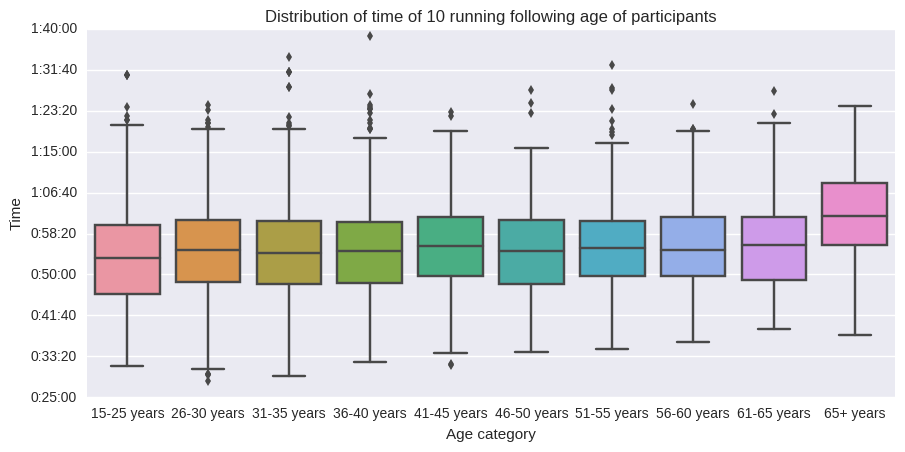 Distribution of time of 10 running following age of participants
1:40:00
1:31:40
1:23:20
1:15:00
1:06:40
0:58:20
0:50:00
0:41:40
0:33:20
0:25:00
Time
15-25 years 26-30 years 31-35 years 36-40 years 41-45 years 46-50 years 51-55 years 56-60 years 61-65 years 65+ years
Age category